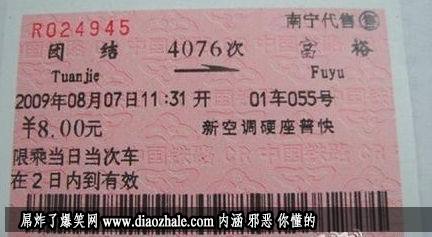 R024945
南宁代售 售
团 结 4076次 富 裕
Tuanjie Fuyu
2009年08月07日11:31开 01车055号
¥8.00元 新空调硬座普快
限乘当日当次车
在2日内到有效
屌炸了爆笑网 www.diaozhale.com 内涵 邪恶 你懂的